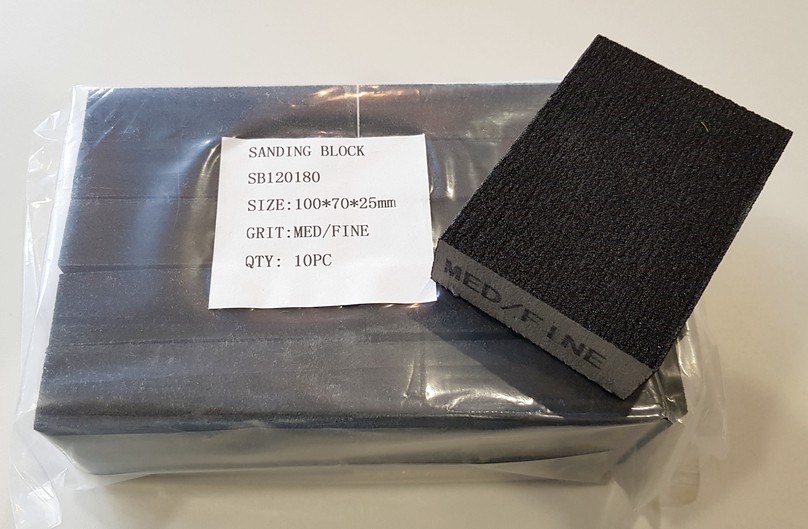 SANDING BLOCK
SB120180
SIZE:100*70*25mm
GRIT:MED/FINE
QTY: 10PC
MED/FINE